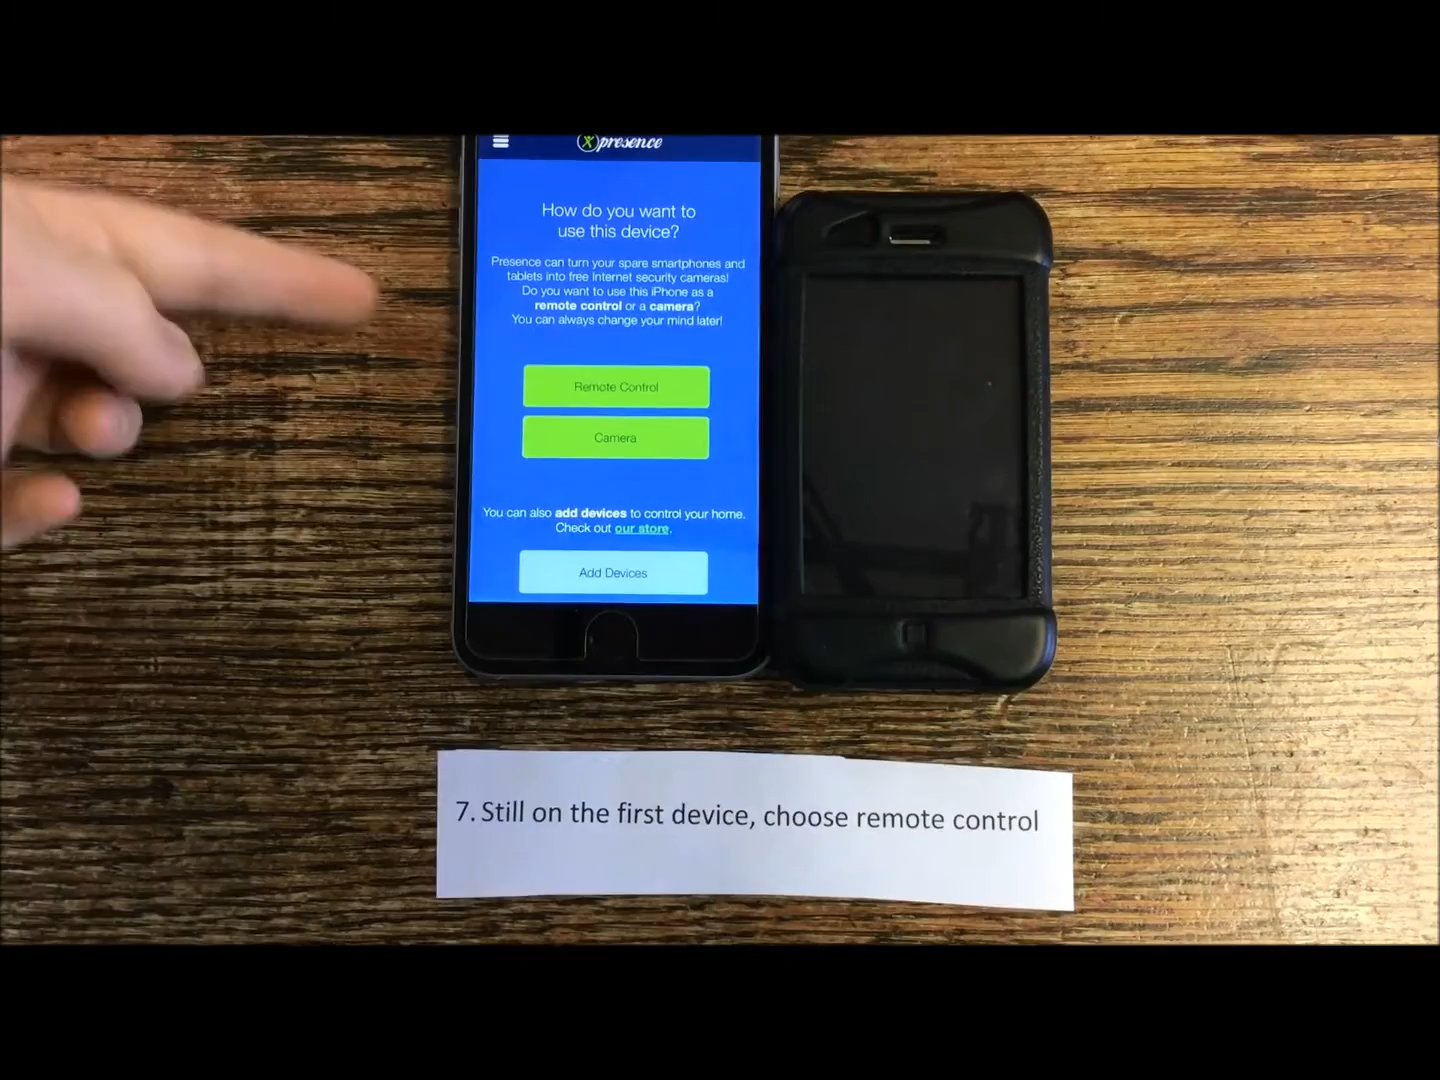 presence
How do you want to
use this device?
Presence can turn your spare smartphones and
tablets into free Internet security cameras!
Do you want to use this iPhone as a
remote control or a camera?
You can always change your mind later!
Remote Control
Camera
You can also add devices to control your home.
Check out our store.
Add Devices
7. Still on the first device, choose remote control